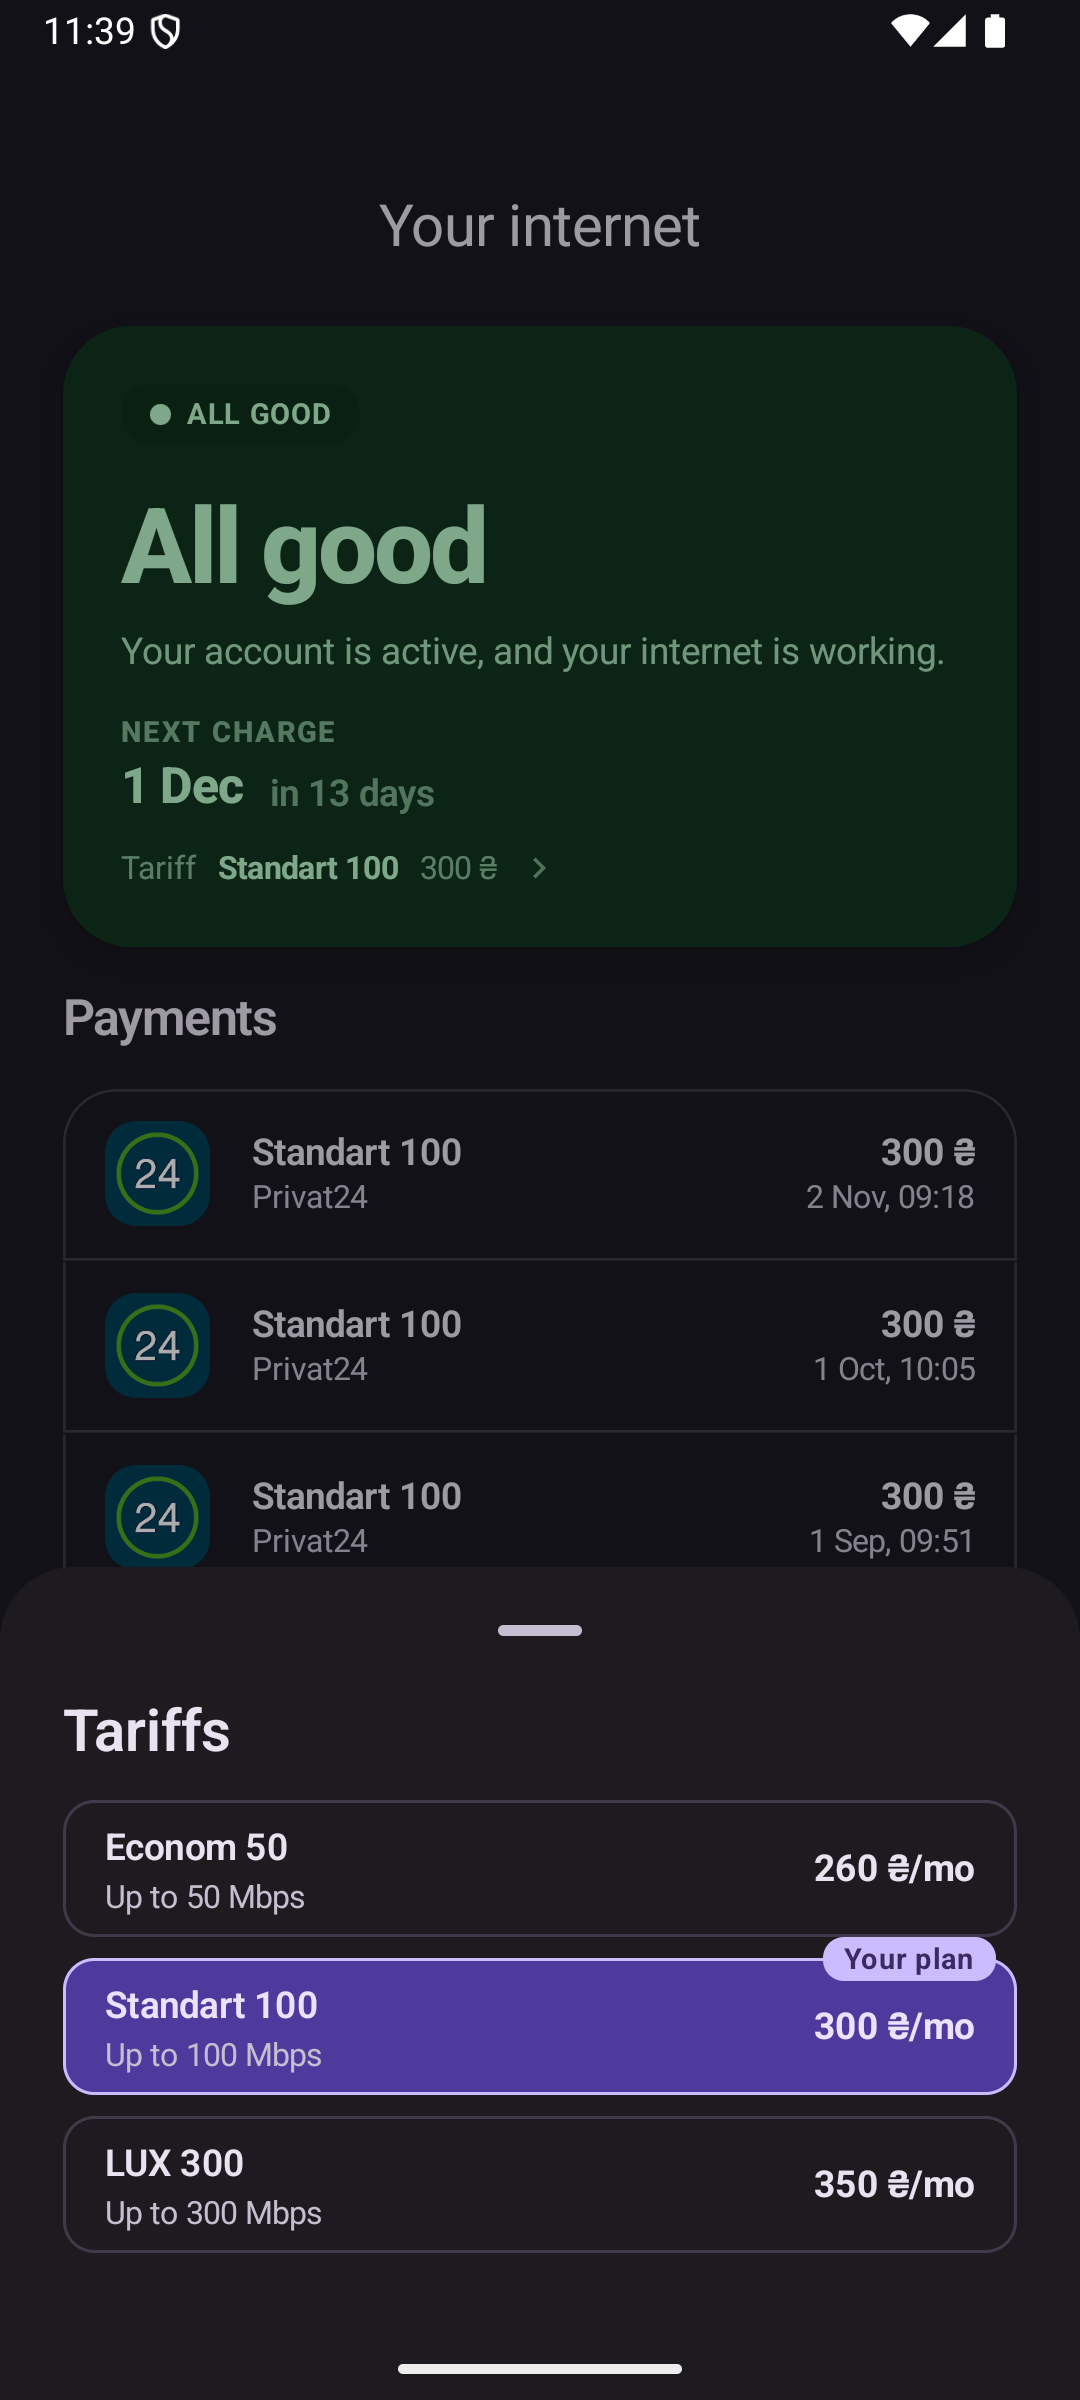 11:39
Your internet
ALL GOOD
All good
Your account is active, and your internet is working.
NEXT CHARGE
1 Dec in 13 days
Tariff Standart 100 300 ₴
Payments
24 Standart 100 300 ₴
Privat24 2 Nov, 09:18
24 Standart 100 300 ₴
Privat24 1 Oct, 10:05
24 Standart 100 300 ₴
Privat24 1 Sep, 09:51
Tariffs
Econom 50
Up to 50 Mbps
260 ₴/mo
Your plan
Standart 100
Up to 100 Mbps
300 ₴/mo
LUX 300
Up to 300 Mbps
350 ₴/mo